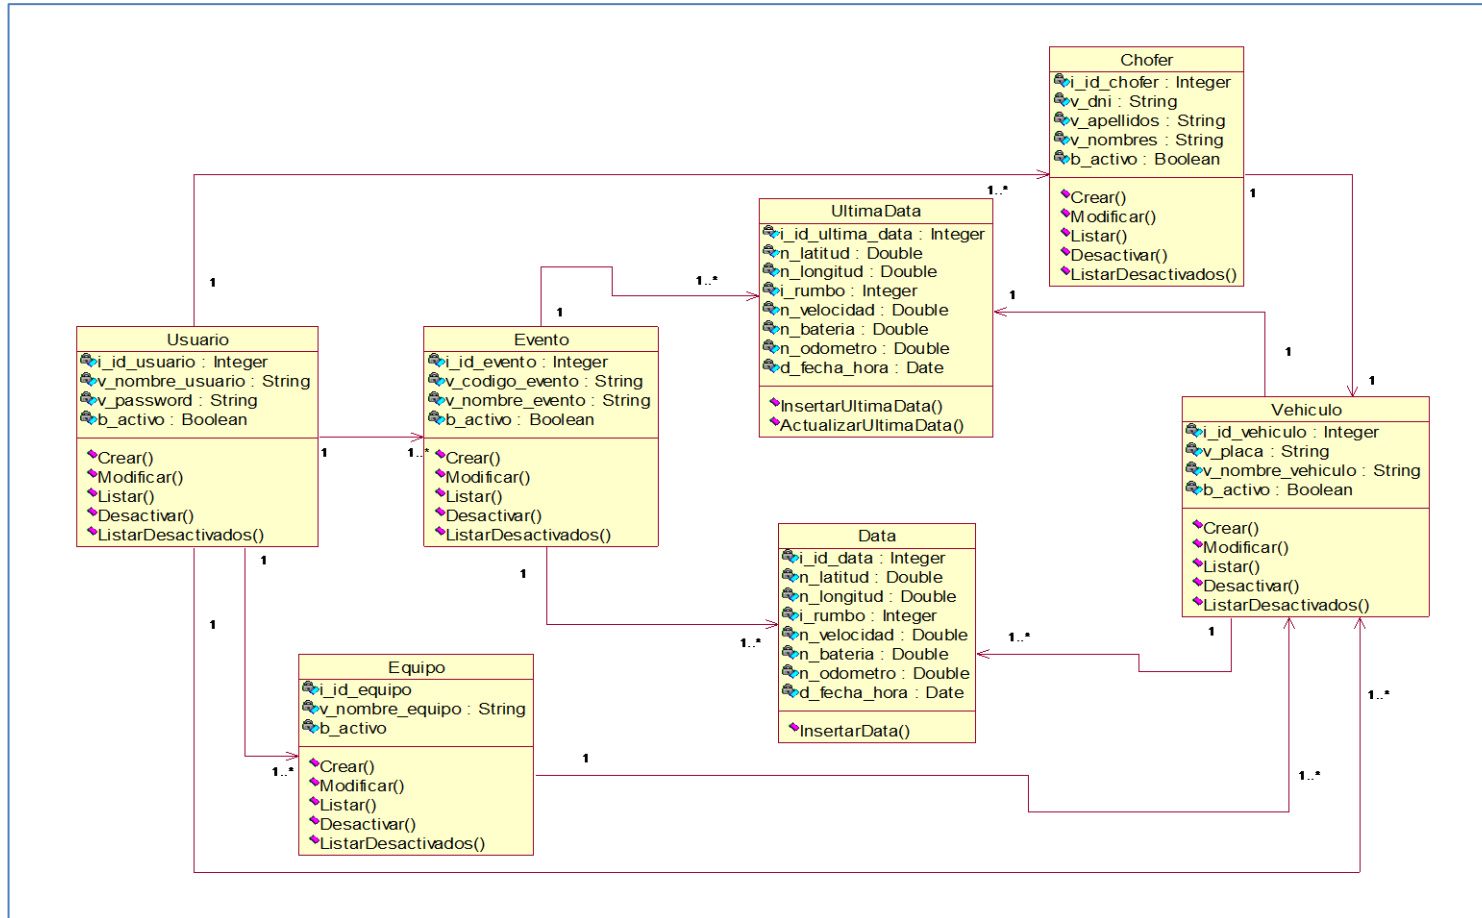 Chofer
i_id_chofer : Integer
v_dni : String
v_apellidos : String
v_nombres : String
b_activo : Boolean
Crear()
Modificar()
Listar()
Desactivar()
ListarDesactivados()
1
1..*
1
UltimaData
i_id_ultima_data : Integer
n_latitud : Double
n_longitud : Double
i_rumbo : Integer
n_velocidad : Double
n_bateria : Double
n_odometro : Double
d_fecha_hora : Date
InsertarUltimaData()
ActualizarUltimaData()
1..*
1
1
1
1
Usuario
i_id_usuario : Integer
v_nombre_usuario : String
v_password : String
b_activo : Boolean
Crear()
Modificar()
Listar()
Desactivar()
ListarDesactivados()
1
1..*
1
1
Evento
i_id_evento : Integer
v_codigo_evento : String
v_nombre_evento : String
b_activo : Boolean
Crear()
Modificar()
Listar()
Desactivar()
ListarDesactivados()
1
1..*
Vehiculo
i_id_vehiculo : Integer
v_placa : String
v_nombre_vehiculo : String
b_activo : Boolean
Crear()
Modificar()
Listar()
Desactivar()
ListarDesactivados()
1
1..*
1..*
Data
i_id_data : Integer
n_latitud : Double
n_longitud : Double
i_rumbo : Integer
n_velocidad : Double
n_bateria : Double
n_odometro : Double
d_fecha_hora : Date
InsertarData()
Equipo
i_id_equipo
v_nombre_equipo : String
b_activo
Crear()
Modificar()
Listar()
Desactivar()
ListarDesactivados()
1..*
1
1..*